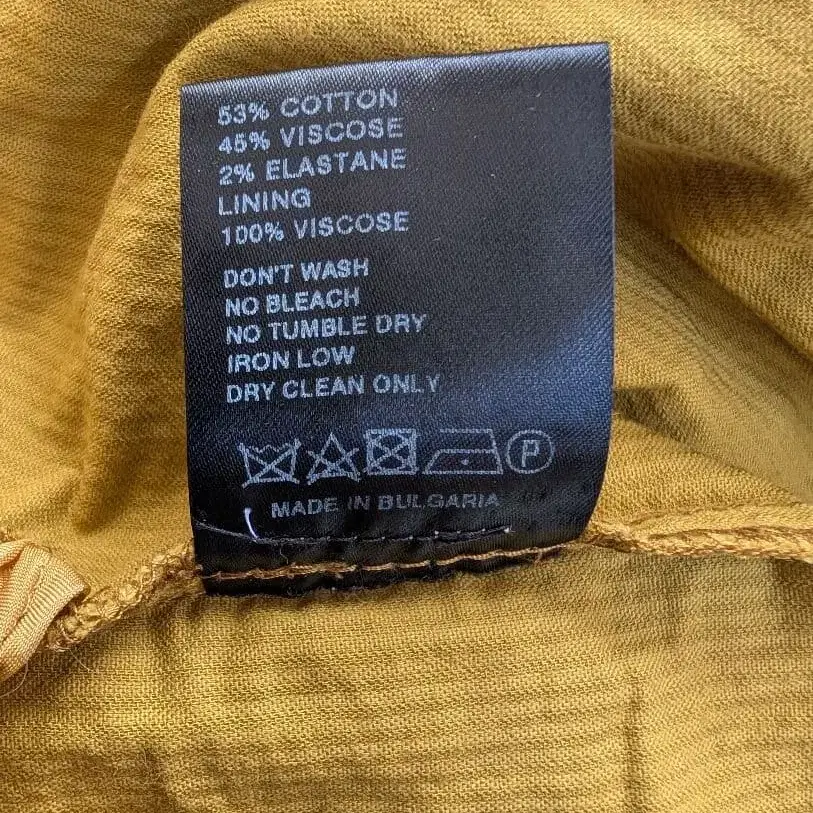 53% COTTON
45% VISCOSE
2% ELASTANE
LINING
100% VISCOSE
DON'T WASH
NO BLEACH
NO TUMBLE DRY
IRON LOW
DRY CLEAN ONLY
P
MADE IN BULGARIA